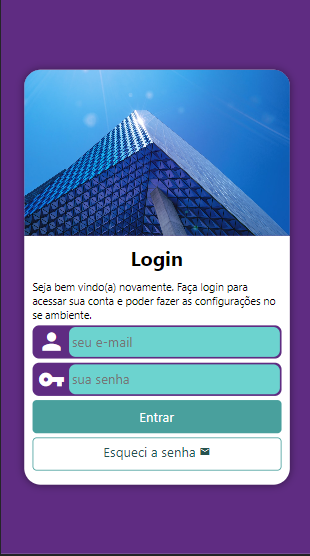 Login
Seja bem vindo(a) novamente. Faça login para
acessar sua conta e poder fazer as configurações no
se ambiente.
seu e-mail
sua senha
Entrar
Esqueci a senha